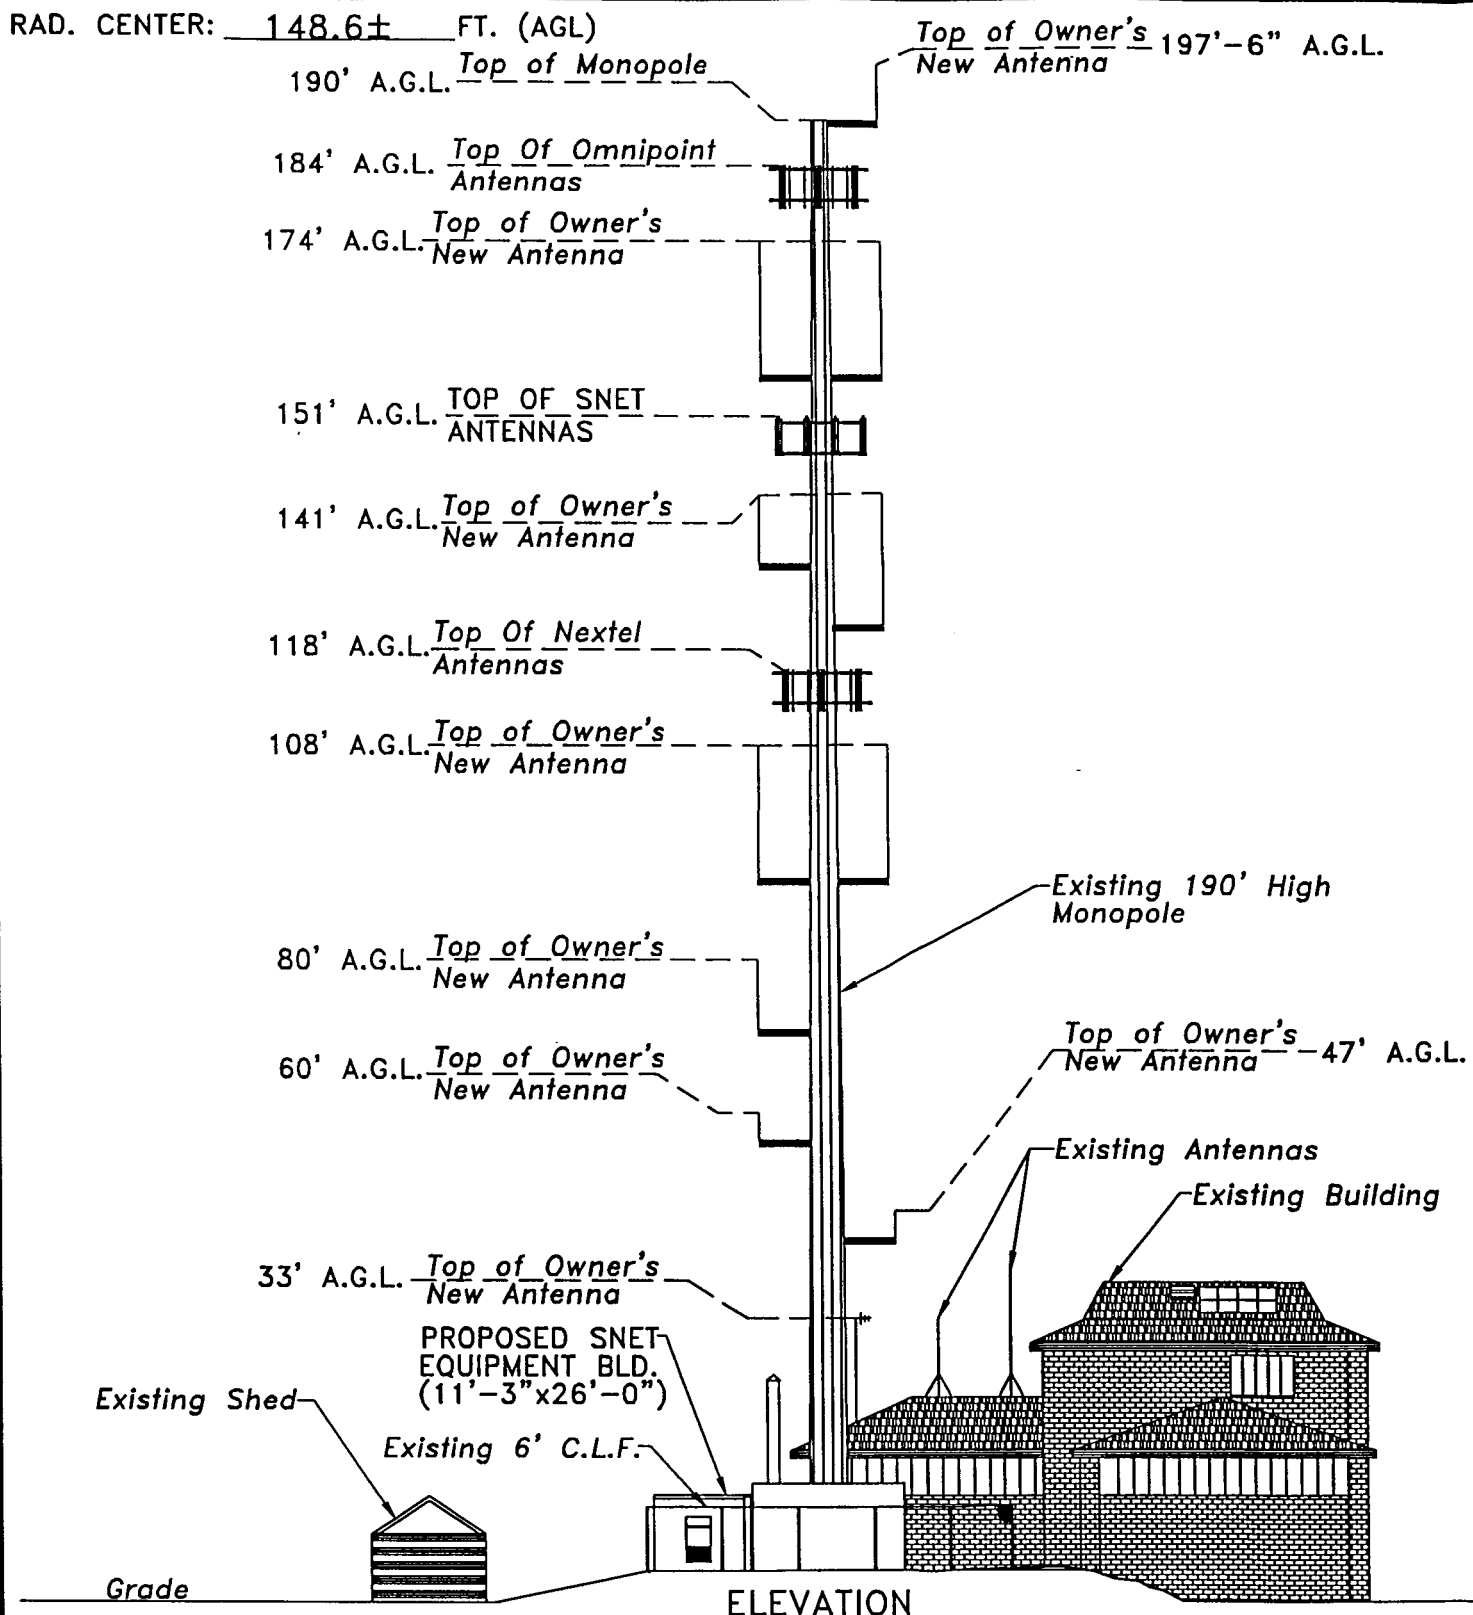 RAD. CENTER: 148.6± FT. (AGL)
Top of Owner's
New Antenna 197'-6" A.G.L.
190' A.G.L. Top of Monopole
184' A.G.L. Top Of Omnipoint
Antennas
174' A.G.L. Top of Owner's
New Antenna
151' A.G.L. TOP OF SNET
ANTENNAS
141' A.G.L. Top of Owner's
New Antenna
118' A.G.L. Top Of Nextel
Antennas
108' A.G.L. Top of Owner's
New Antenna
Existing 190' High
Monopole
80' A.G.L. Top of Owner's
New Antenna
Top of Owner's
New Antenna 47' A.G.L.
60' A.G.L. Top of Owner's
New Antenna
Existing Antennas
Existing Building
33' A.G.L. Top of Owner's
New Antenna
PROPOSED SNET
EQUIPMENT BLD.
(11'-3"x26'-0")
Existing Shed
Existing 6' C.L.F.
Grade
ELEVATION